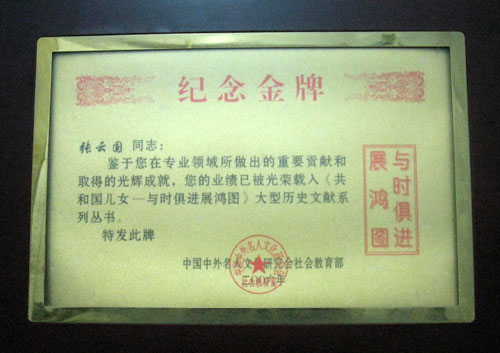 纪念金牌
张云国 同志：
鉴于您在专业领域所做出的重要贡献和
取得的光辉成就，您的业绩已被光荣载入《共
和国儿女—与时俱进展鸿图》大型历史文献系
列丛书。
特发此牌
与时俱进
展鸿图
中国中外名人文化研究会社会教育部